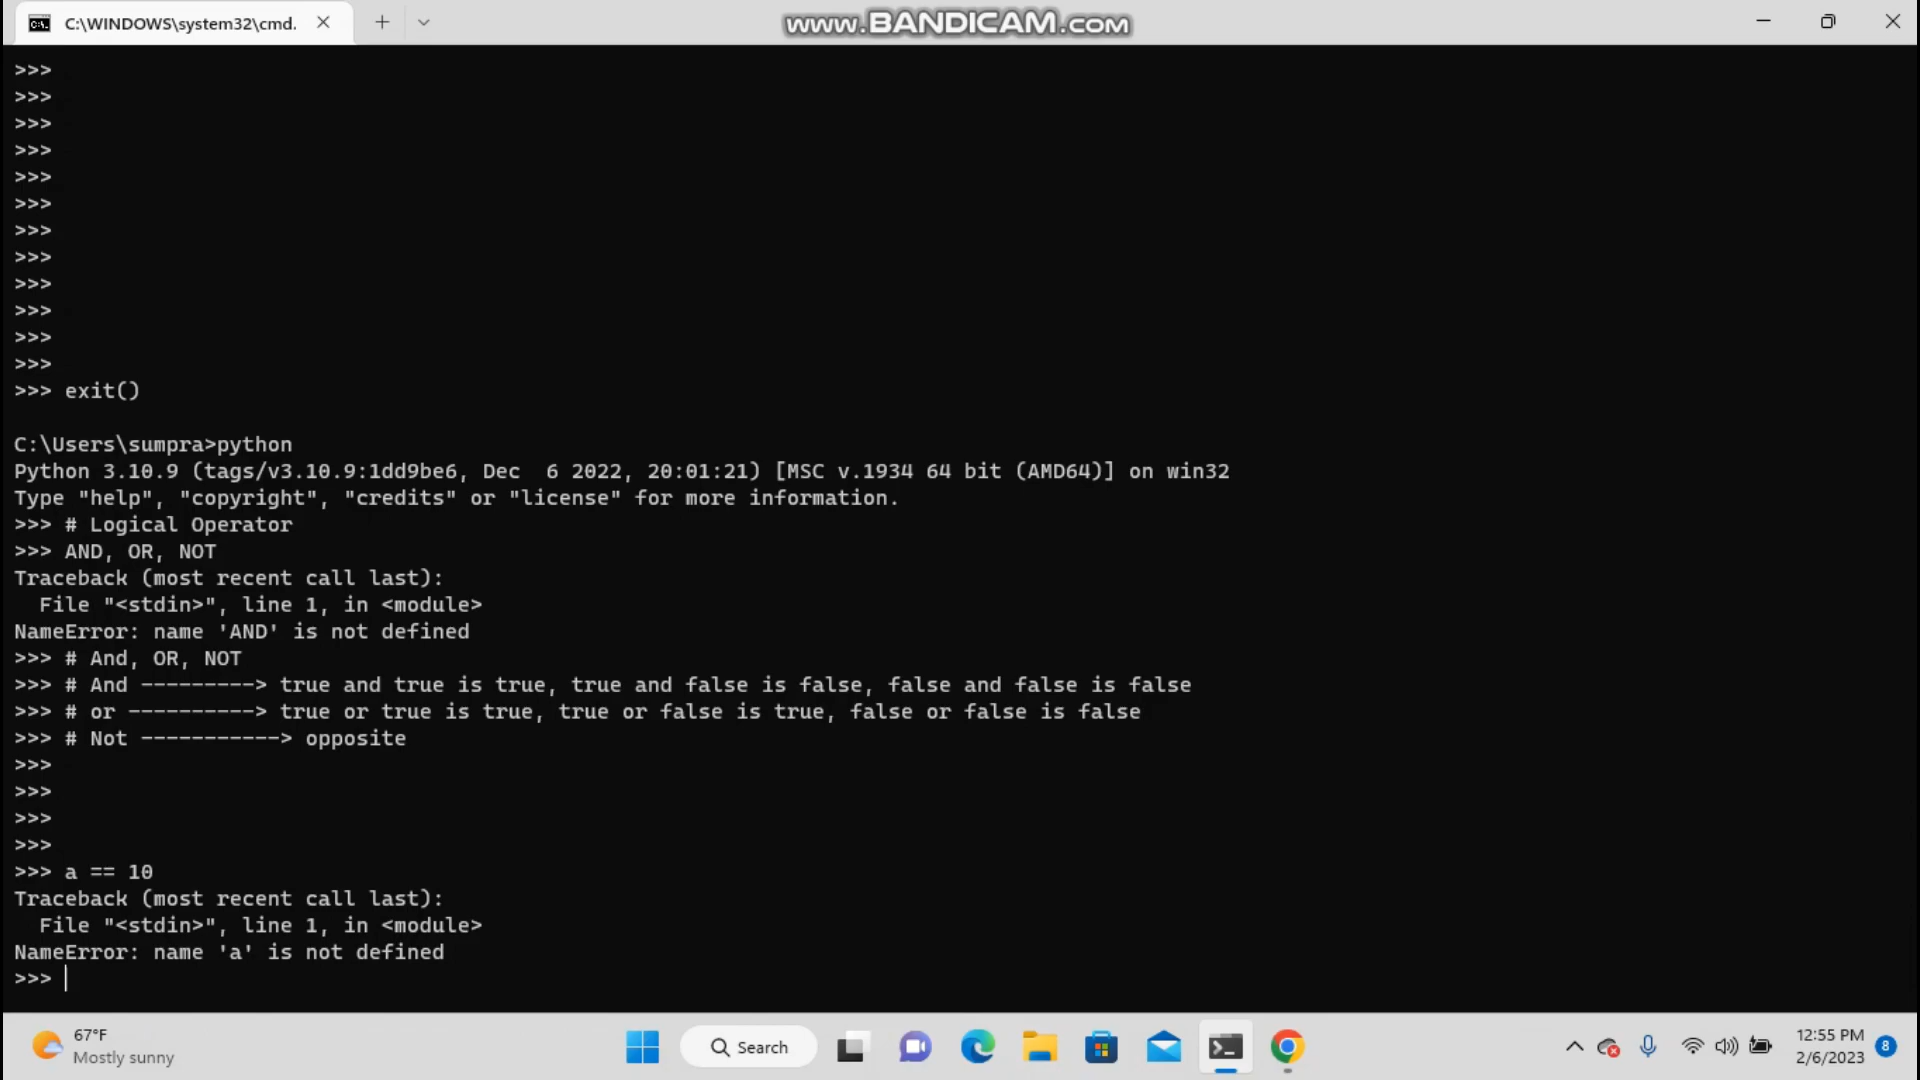 C:\WINDOWS\system32\cmd.
www.BANDICAM.com
>>>
>>>
>>>
>>>
>>>
>>>
>>>
>>>
>>>
>>>
>>>
>>>
>>> exit()
C:\Users\sumpra>python
Python 3.10.9 (tags/v3.10.9:1dd9be6, Dec  6 2022, 20:01:21) [MSC v.1934 64 bit (AMD64)] on win32
Type "help", "copyright", "credits" or "license" for more information.
>>> # Logical Operator
>>> AND, OR, NOT
Traceback (most recent call last):
  File "<stdin>", line 1, in <module>
NameError: name 'AND' is not defined
>>> # And, OR, NOT
>>> # And ---------> true and true is true, true and false is false, false and false is false
>>> # or ----------> true or true is true, true or false is true, false or false is false
>>> # Not -----------> opposite
>>>
>>>
>>>
>>>
>>> a == 10
Traceback (most recent call last):
  File "<stdin>", line 1, in <module>
NameError: name 'a' is not defined
>>>
67°F
Mostly sunny
Search
12:55 PM
2/6/2023
8